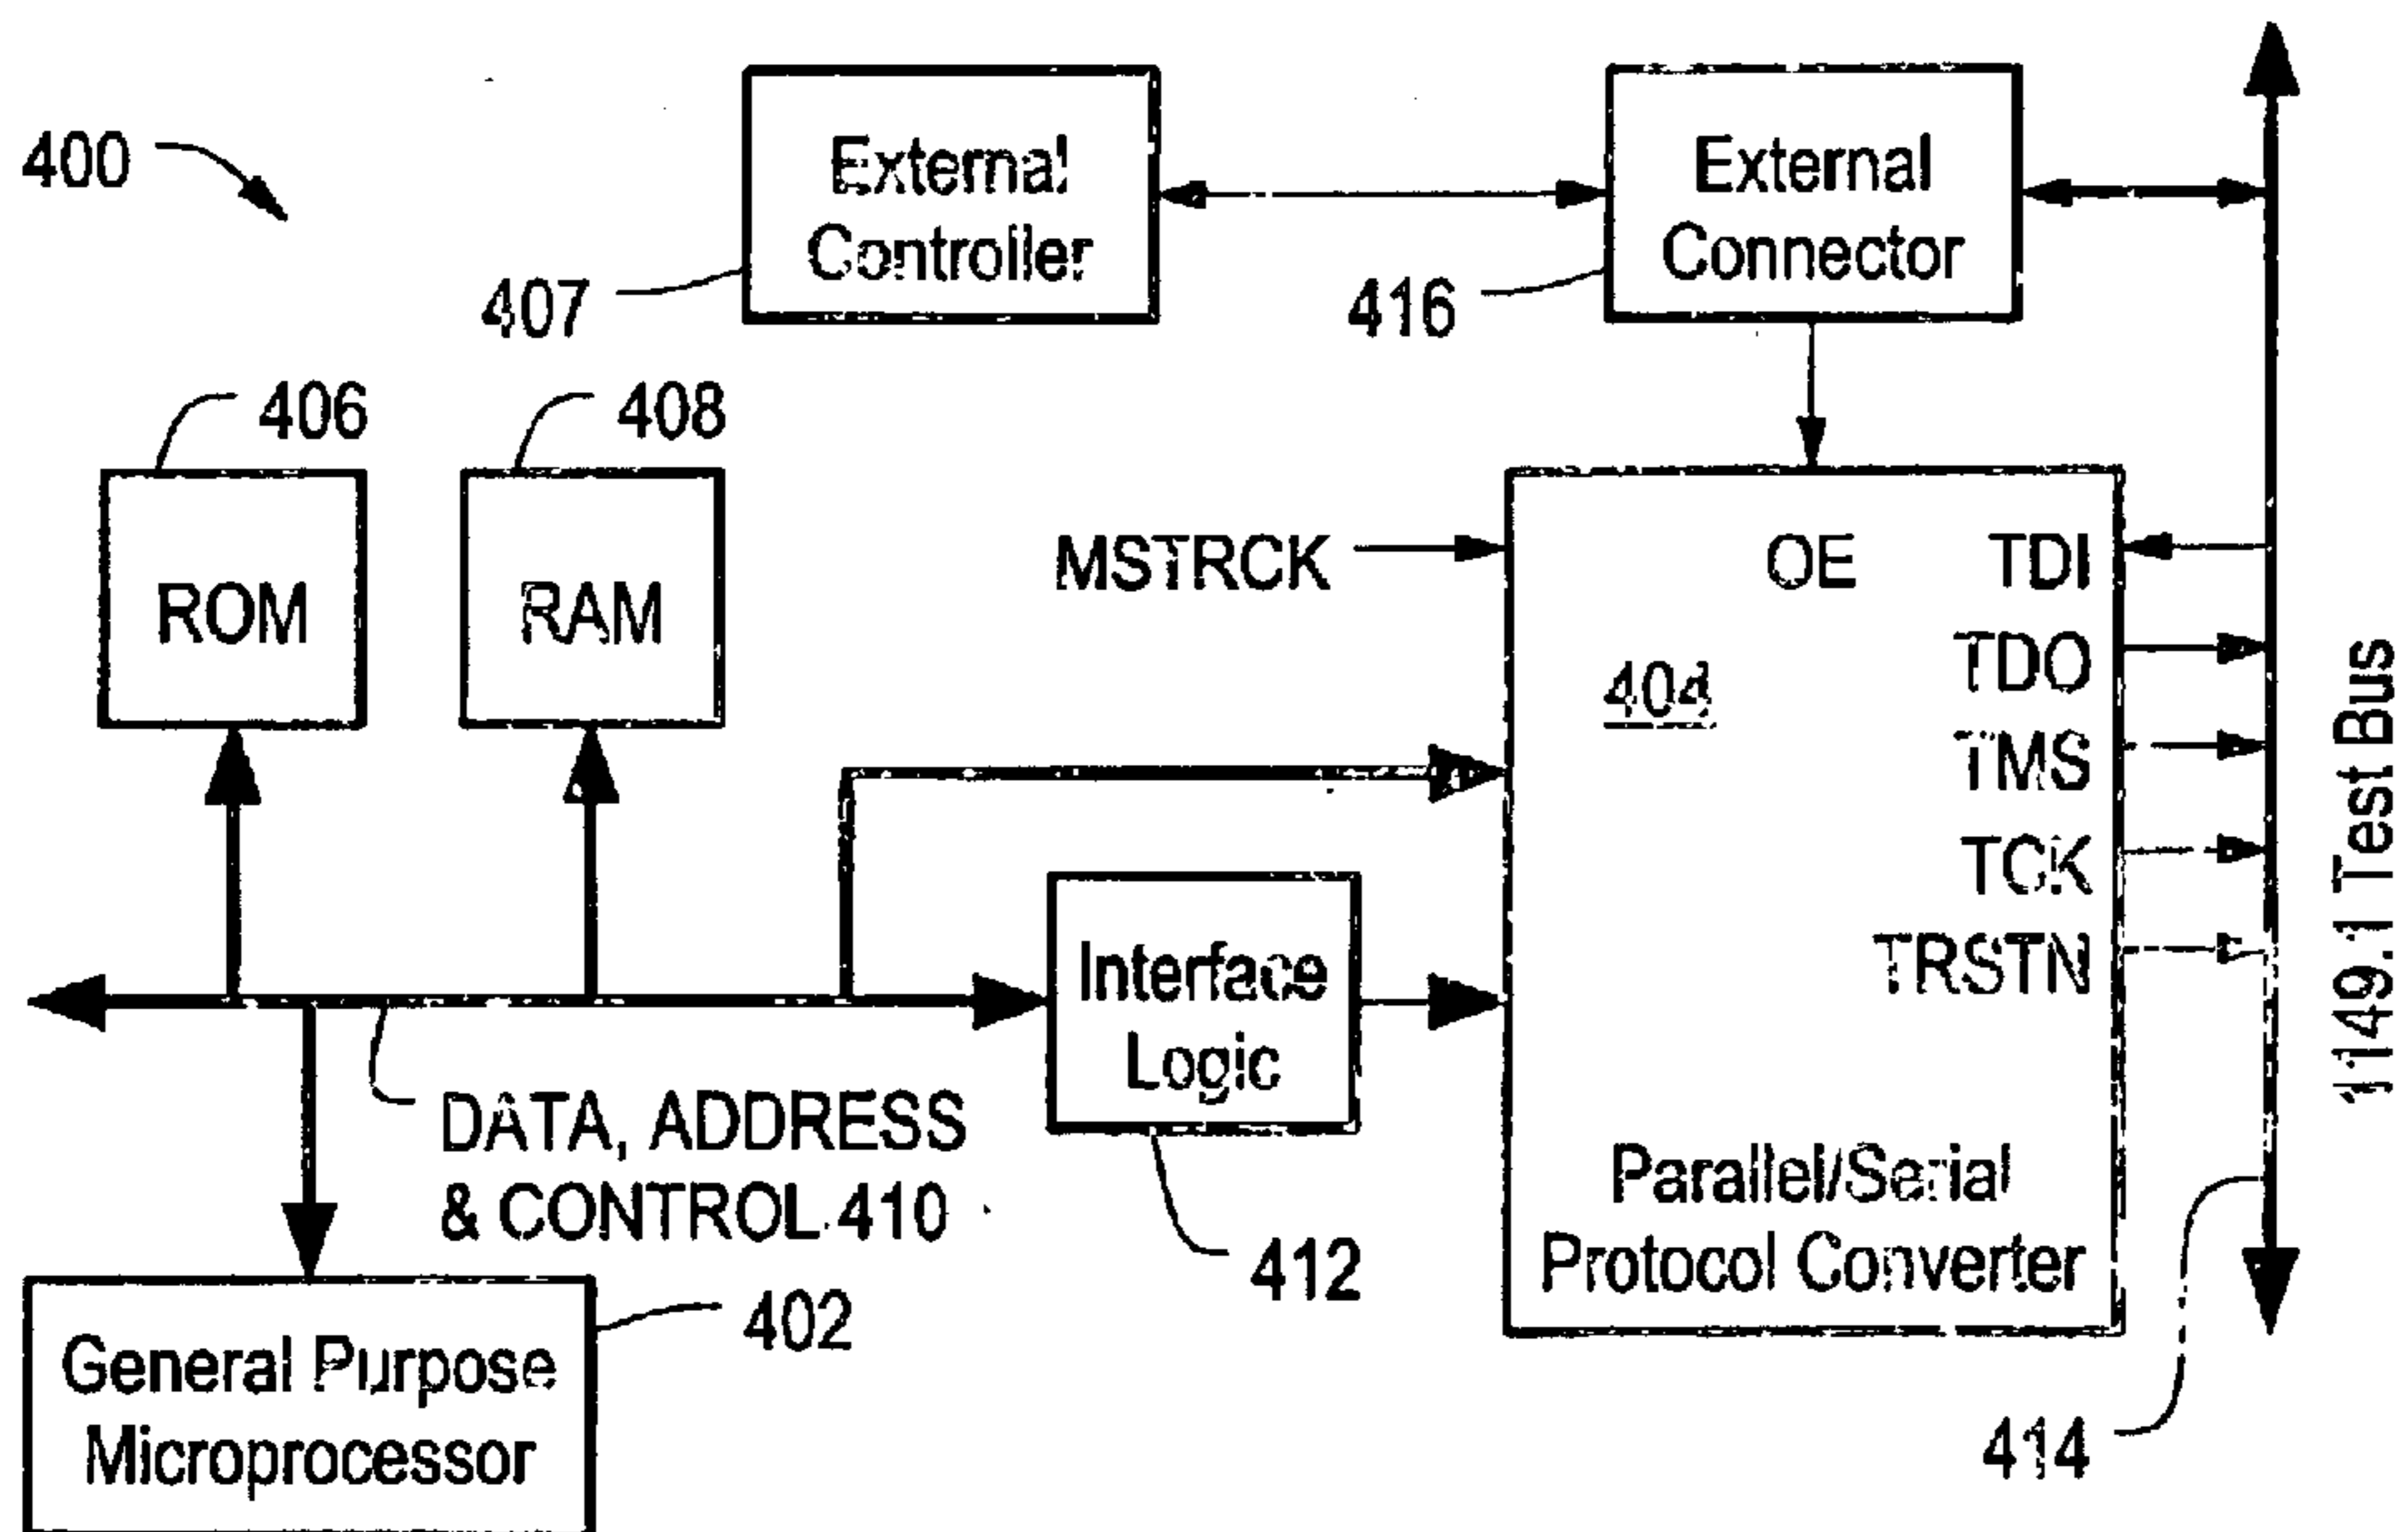 400
External
Controller
407
External
Connector
416
406
408
ROM
RAM
MSTRCK
OE
TDI
TDO
404
TMS
TCK
TRSTN
Interface
Logic
DATA, ADDRESS
& CONTROL 410
412
Parallel/Serial
Protocol Converter
General Purpose
Microprocessor
402
414
1149.1 Test Bus